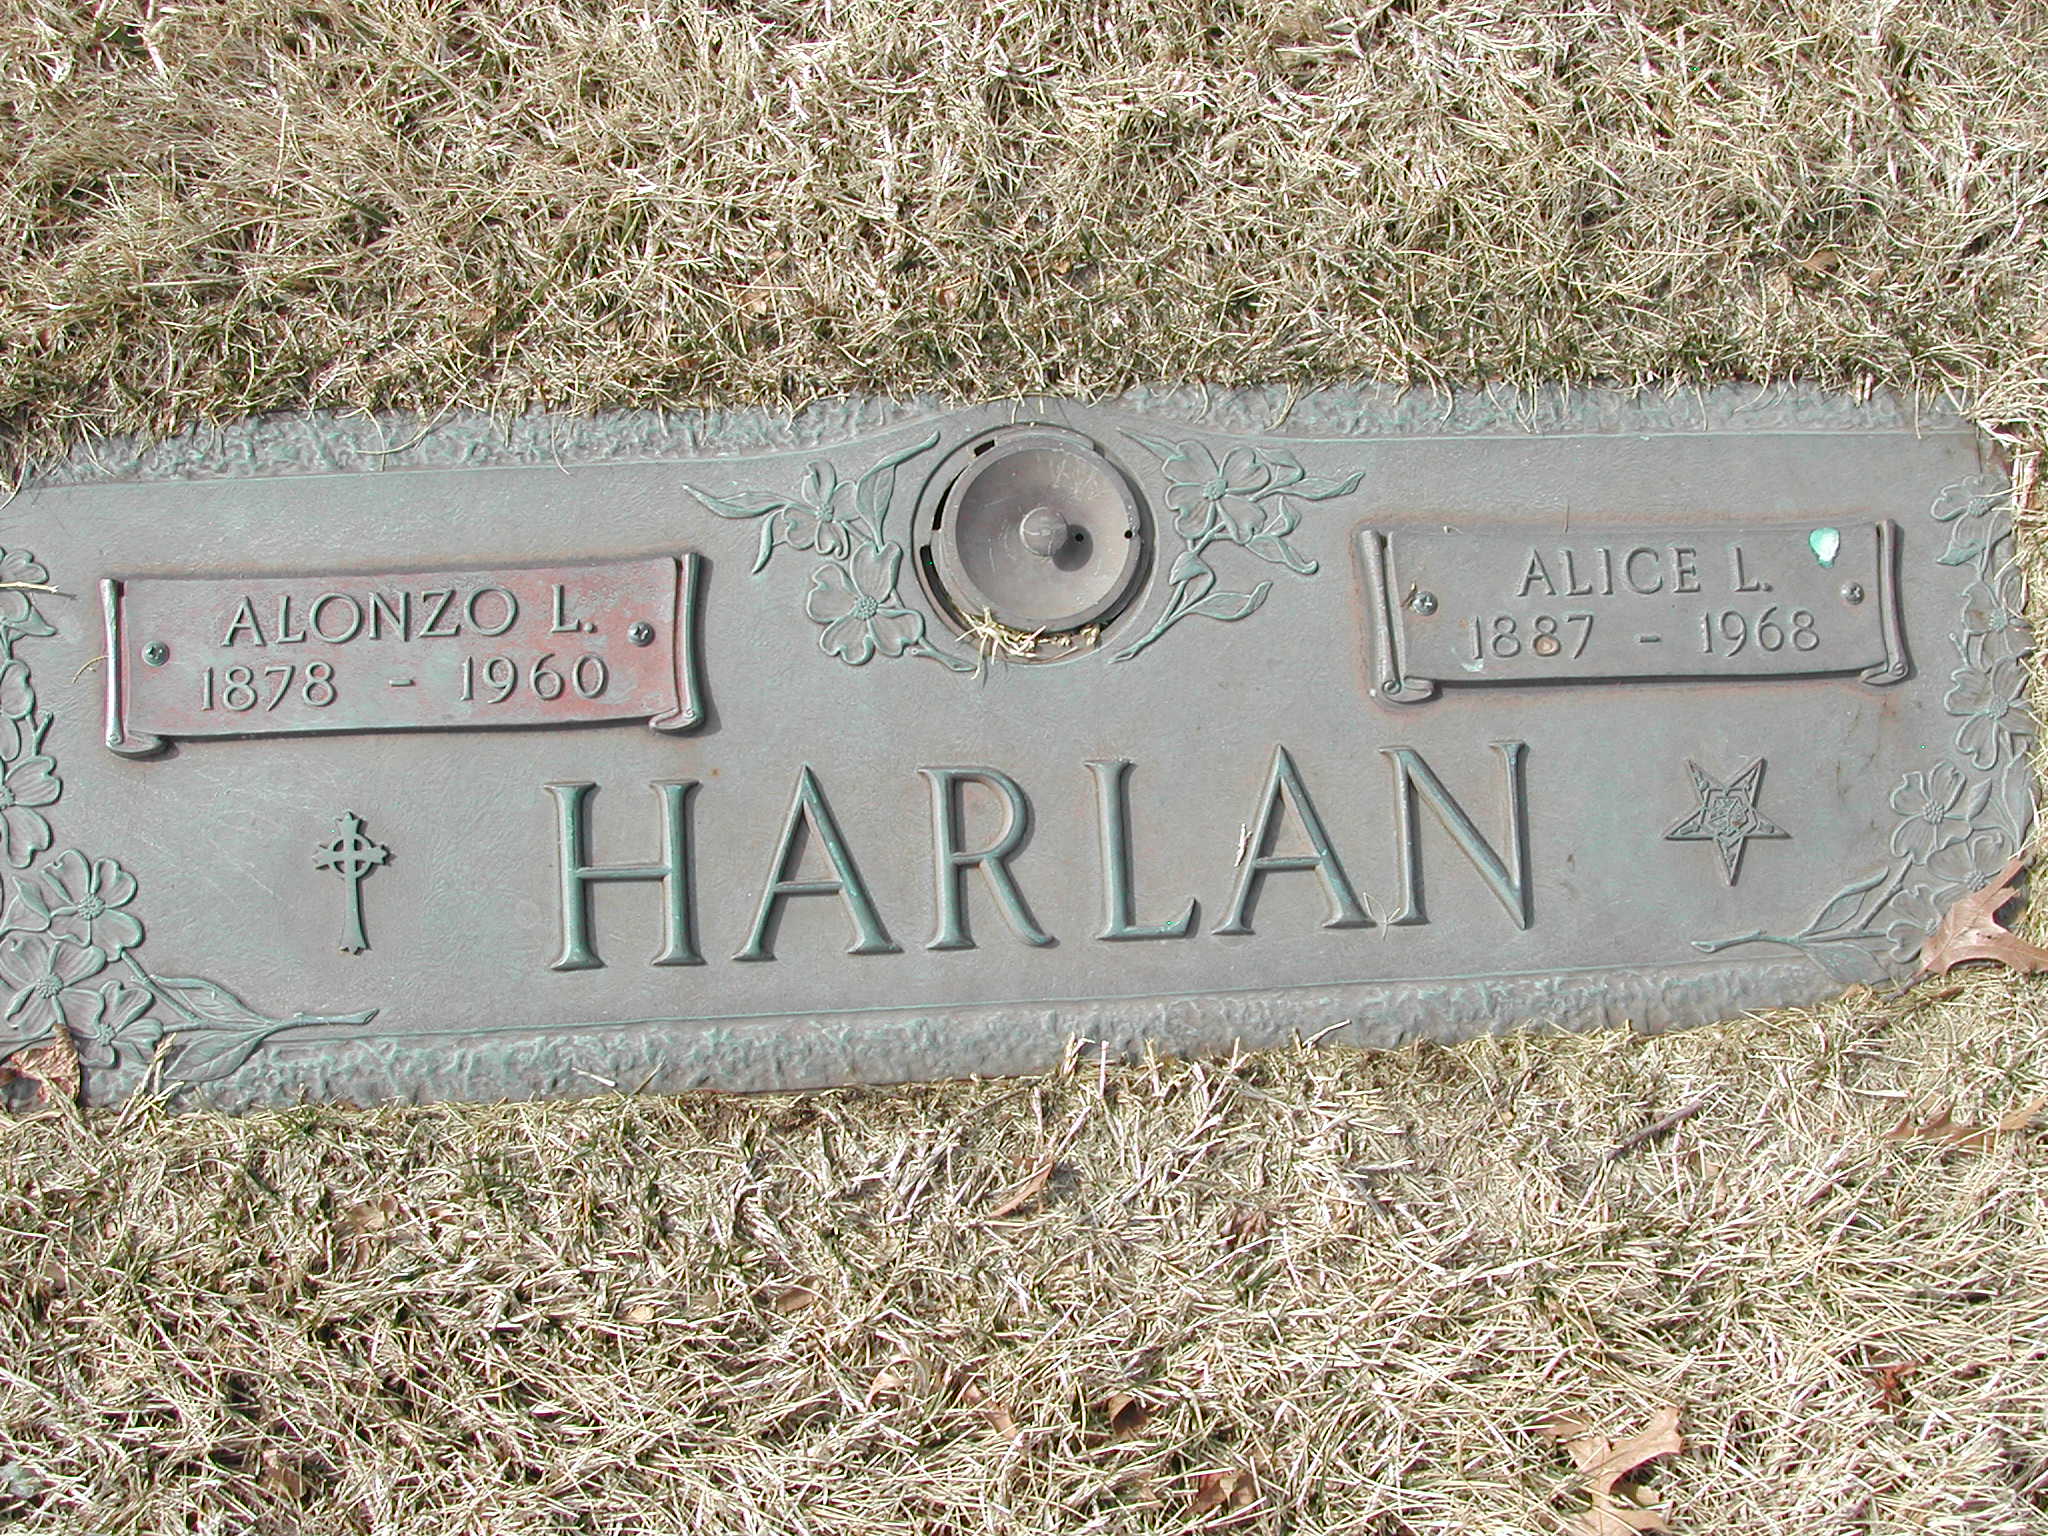 ALONZO L.
1878 - 1960
ALICE L.
1887 - 1968
HARLAN